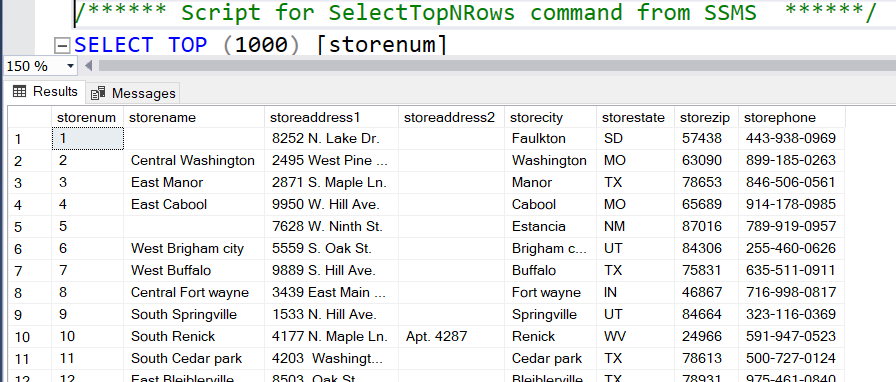 /****** Script for SelectTopNRows command from SSMS  ******/
SELECT TOP (1000) [storenum]
150 %
Results Messages
storenum storename storeaddress1 storeaddress2 storecity storestate storezip storephone
1 1 8252 N. Lake Dr. Faulkton SD 57438 443-938-0969
2 2 Central Washington 2495 West Pine ... Washington MO 63090 899-185-0263
3 3 East Manor 2871 S. Maple Ln. Manor TX 78653 846-506-0561
4 4 East Cabool 9950 W. Hill Ave. Cabool MO 65689 914-178-0985
5 5 7628 W. Ninth St. Estancia NM 87016 789-919-0957
6 6 West Brigham city 5559 S. Oak St. Brigham c... UT 84306 255-460-0626
7 7 West Buffalo 9889 S. Hill Ave. Buffalo TX 75831 635-511-0911
8 8 Central Fort wayne 3439 East Main ... Fort wayne IN 46867 716-998-0817
9 9 South Springville 1533 N. Hill Ave. Springville UT 84664 323-116-0369
10 10 South Renick 4177 N. Maple Ln. Apt. 4287 Renick WV 24966 591-947-0523
11 11 South Cedar park 4203  Washingt... Cedar park TX 78613 500-727-0124
12 12 East Bleiblerville 8503  Oak St. Bleiblerville TX 78931 975-461-0840